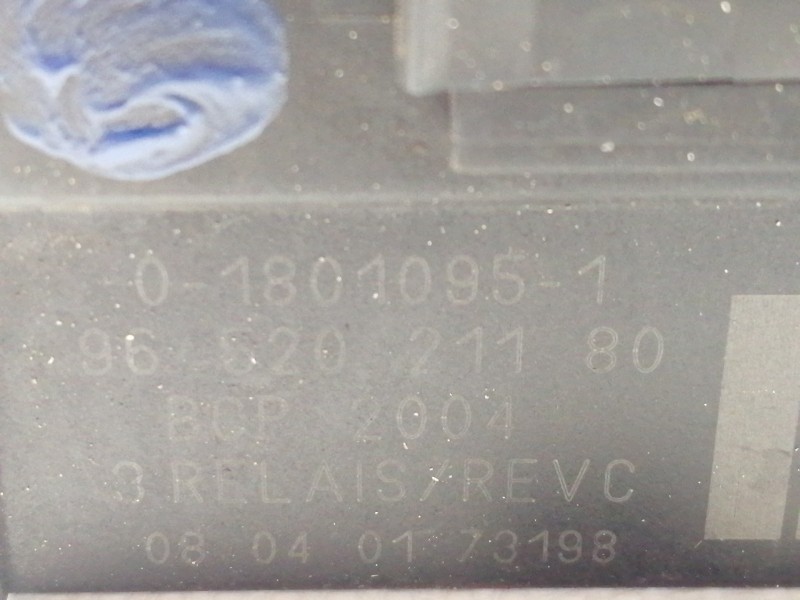 0-1801095-1
96 520 211 80
BCP 2004
3 RELAIS/REVC
08 04 01 73198